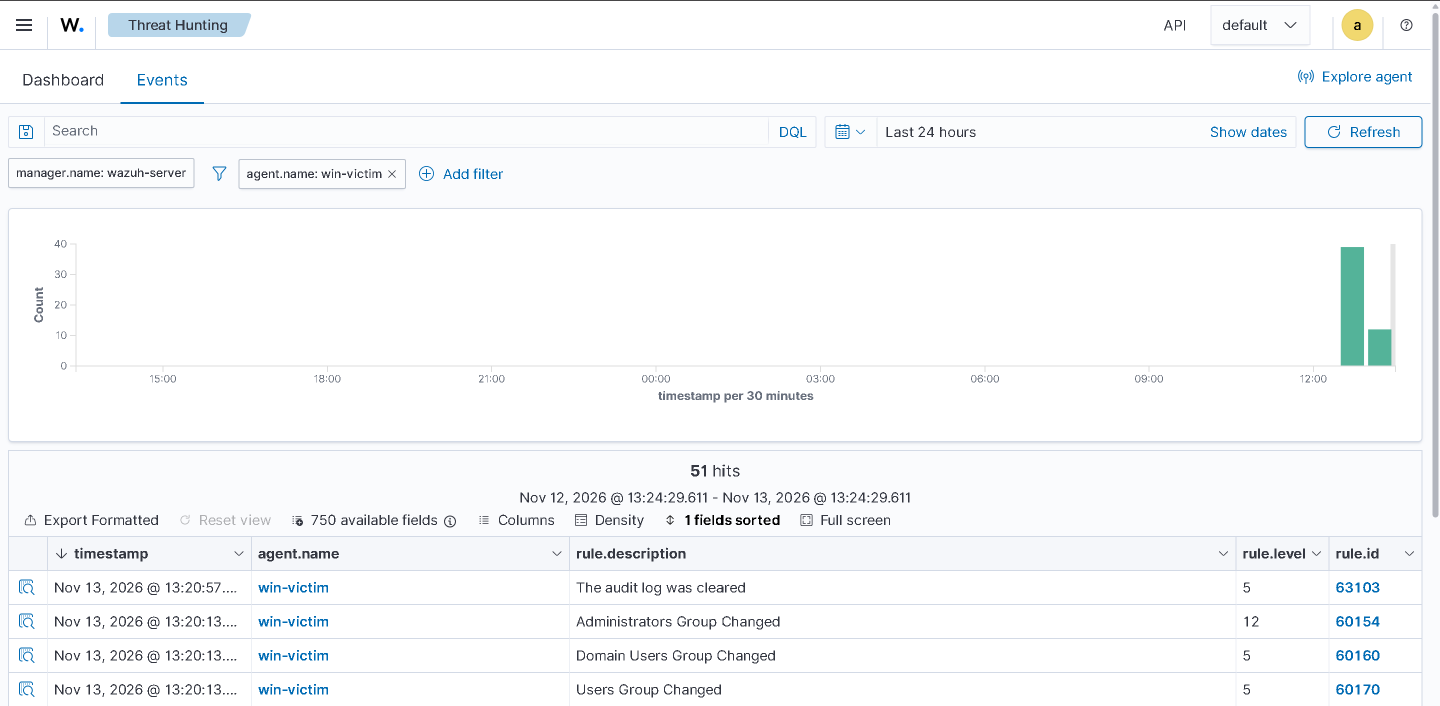 W. Threat Hunting API default a
Dashboard Events Explore agent
Search DQL Last 24 hours Show dates Refresh
manager.name: wazuh-server agent.name: win-victim × Add filter
40
30
20
10
0
Count
15:00 18:00 21:00 00:00 03:00 06:00 09:00 12:00
timestamp per 30 minutes
51 hits
Nov 12, 2026 @ 13:24:29.611 - Nov 13, 2026 @ 13:24:29.611
Export Formatted Reset view 750 available fields Columns Density 1 fields sorted Full screen
timestamp agent.name rule.description rule.level rule.id
Nov 13, 2026 @ 13:20:57.... win-victim The audit log was cleared 5 63103
Nov 13, 2026 @ 13:20:13.... win-victim Administrators Group Changed 12 60154
Nov 13, 2026 @ 13:20:13.... win-victim Domain Users Group Changed 5 60160
Nov 13, 2026 @ 13:20:13.... win-victim Users Group Changed 5 60170